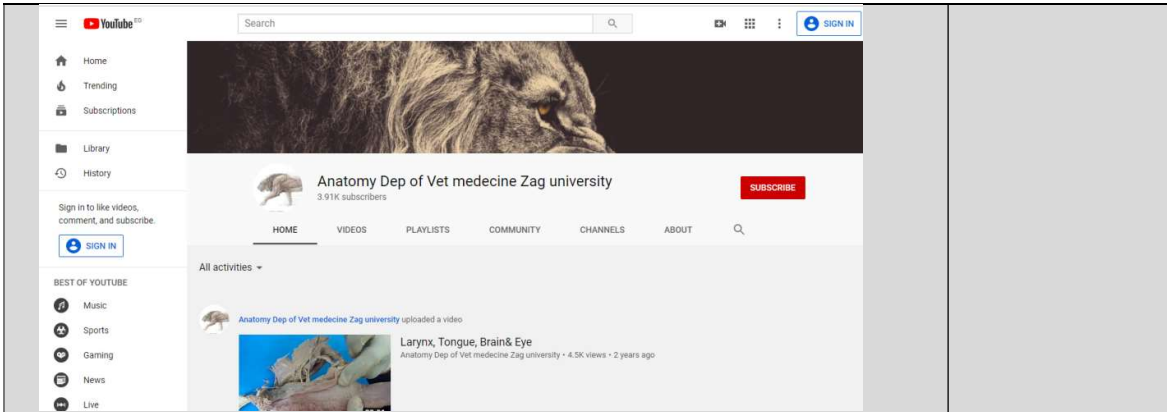 YouTube EG
Search
SIGN IN
Home
Trending
Subscriptions
Library
History
Sign in to like videos,
comment, and subscribe.
SIGN IN
BEST OF YOUTUBE
Music
Sports
Gaming
News
Live
Anatomy Dep of Vet medecine Zag university
3.91K subscribers
SUBSCRIBE
HOME VIDEOS PLAYLISTS COMMUNITY CHANNELS ABOUT
All activities
Anatomy Dep of Vet medecine Zag university uploaded a video
Larynx, Tongue, Brain& Eye
Anatomy Dep of Vet medecine Zag university • 4.5K views • 2 years ago